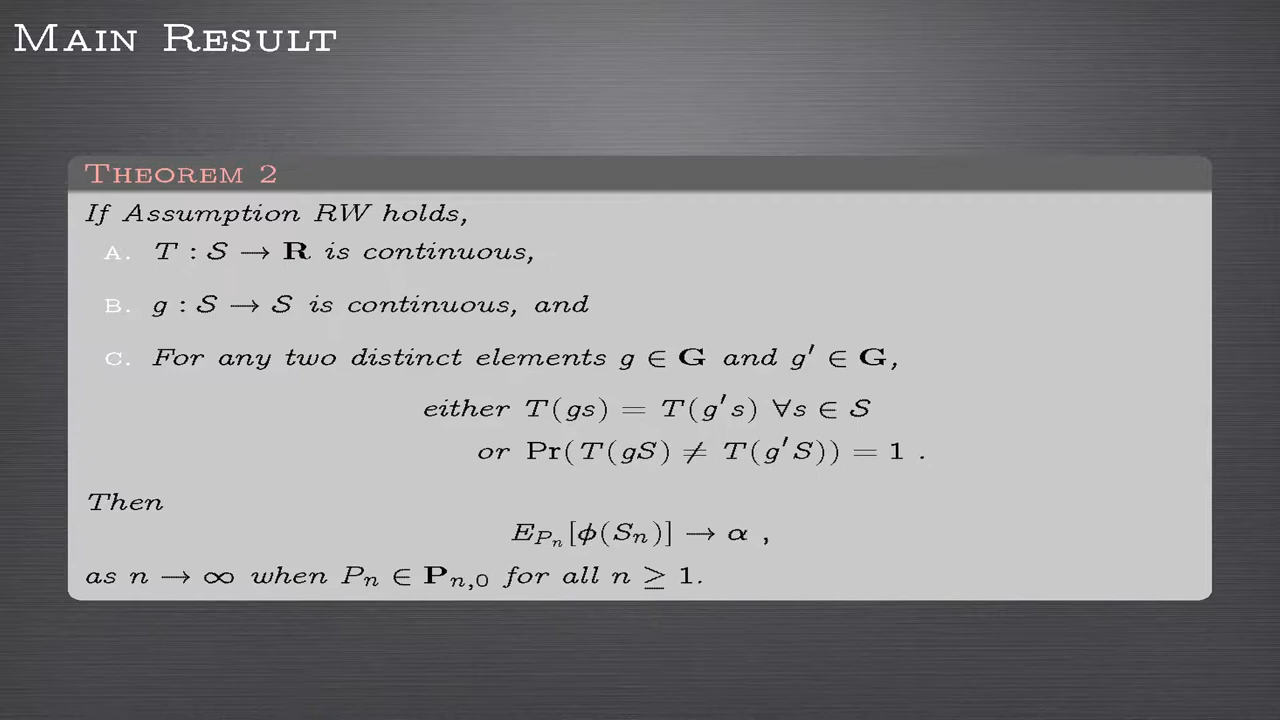 MAIN RESULT
THEOREM 2
If Assumption RW holds,
A. T : 𝒮 → R is continuous,
B. g : 𝒮 → 𝒮 is continuous, and
C. For any two distinct elements g ∈ G and g′ ∈ G,
either T(gs) = T(g′s) ∀s ∈ 𝒮
or Pr(T(gS) ≠ T(g′S)) = 1 .
Then
E_{P_n}[ϕ(S_n)] → α ,
as n → ∞ when P_n ∈ P_{n,0} for all n ≥ 1.